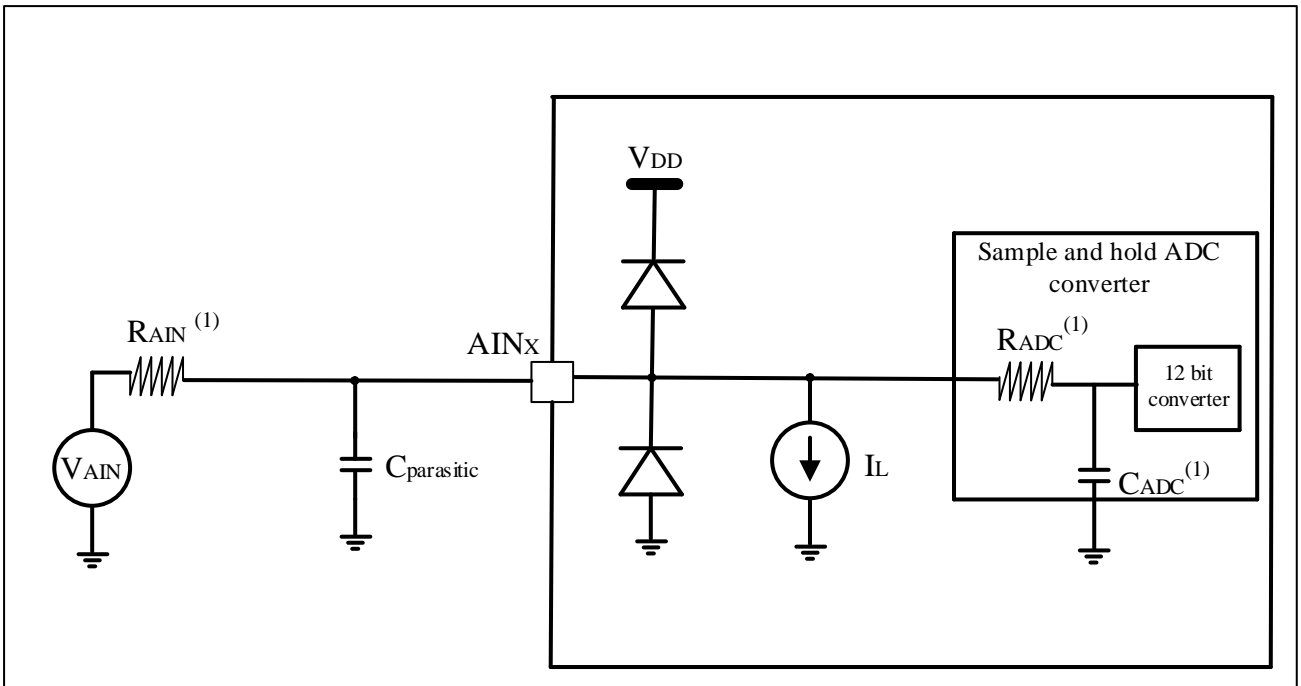 VDD
Sample and hold ADC
converter
RAIN (1)
AINX
RADC(1)
12 bit
converter
VAIN
Cparasitic
IL
CADC(1)